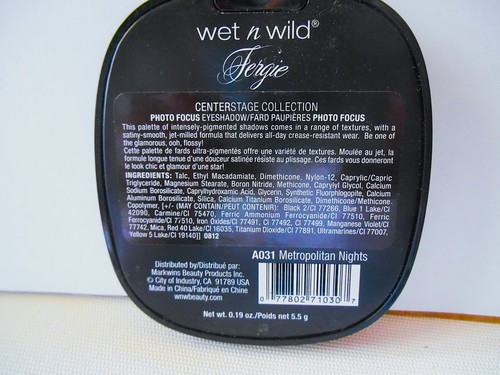 wet n wild®
Fergie
CENTERSTAGE COLLECTION
PHOTO FOCUS EYESHADOW/FARD PAUPIÈRES PHOTO FOCUS
This palette of intensely-pigmented shadows comes in a range of textures, with a
satiny-smooth, jet-milled formula that delivers all-day crease-resistant wear. Be one of
the glamorous, ooh, flossy!
Cette palette de fards ultra-pigmentés offre une variété de textures. Moulée au jet, la
formule longue tenue d'une douceur satinée résiste au plissage. Ces fards vous donneront
le look chic et glamour d'une star!
INGREDIENTS: Talc, Ethyl Macadamiate, Dimethicone, Nylon-12, Caprylic/Capric
Triglyceride, Magnesium Stearate, Boron Nitride, Methicone, Caprylyl Glycol, Calcium
Sodium Borosilicate, Caprylhydroxamic Acid, Glycerin, Synthetic Fluorphlogopite, Calcium
Aluminum Borosilicate, Silica, Calcium Titanium Borosilicate, Dimethicone/Methicone
Copolymer, [+/- (MAY CONTAIN/PEUT CONTENIR): Black 2/CI 77266, Blue 1 Lake/CI
42090, Carmine/CI 75470, Ferric Ammonium Ferrocyanide/CI 77510, Ferric
Ferrocyanide/CI 77510, Iron Oxides/CI 77491, CI 77492, CI 77499, Manganese Violet/CI
77742, Mica, Red 40 Lake/CI 16035, Titanium Dioxide/CI 77891, Ultramarines/CI 77007,
Yellow 5 Lake/CI 19140]] 0812
A031 Metropolitan Nights
Distributed by/Distribué par:
Markwins Beauty Products Inc.
© City of Industry, CA 91789 USA
Made in China/Fabriqué en Chine
wnwbeauty.com
0 77802 71030 7
Net wt. 0.19 oz./Poids net 5.5 g